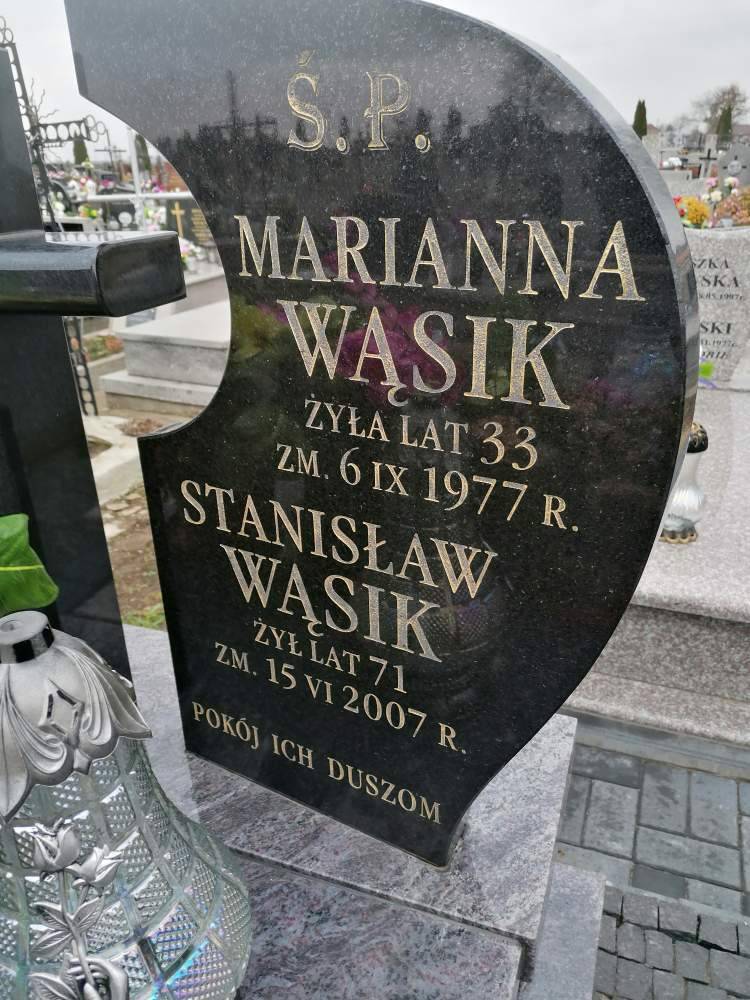 Ś.P.
MARIANNA
WĄSIK
ŻYŁA LAT 33
ZM. 6 IX 1977 R.
STANISŁAW
WĄSIK
ŻYŁ LAT 71
ZM. 15 VI 2007 R.
POKÓJ ICH DUSZOM